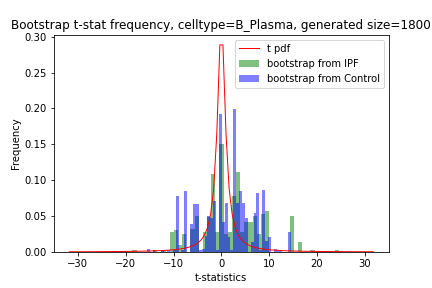 Bootstrap t-stat frequency, celltype=B_Plasma, generated size=1800
t pdf
bootstrap from IPF
bootstrap from Control
Frequency
0.30
0.25
0.20
0.15
0.10
0.05
0.00
−30
−20
−10
0
10
20
30
t-statistics